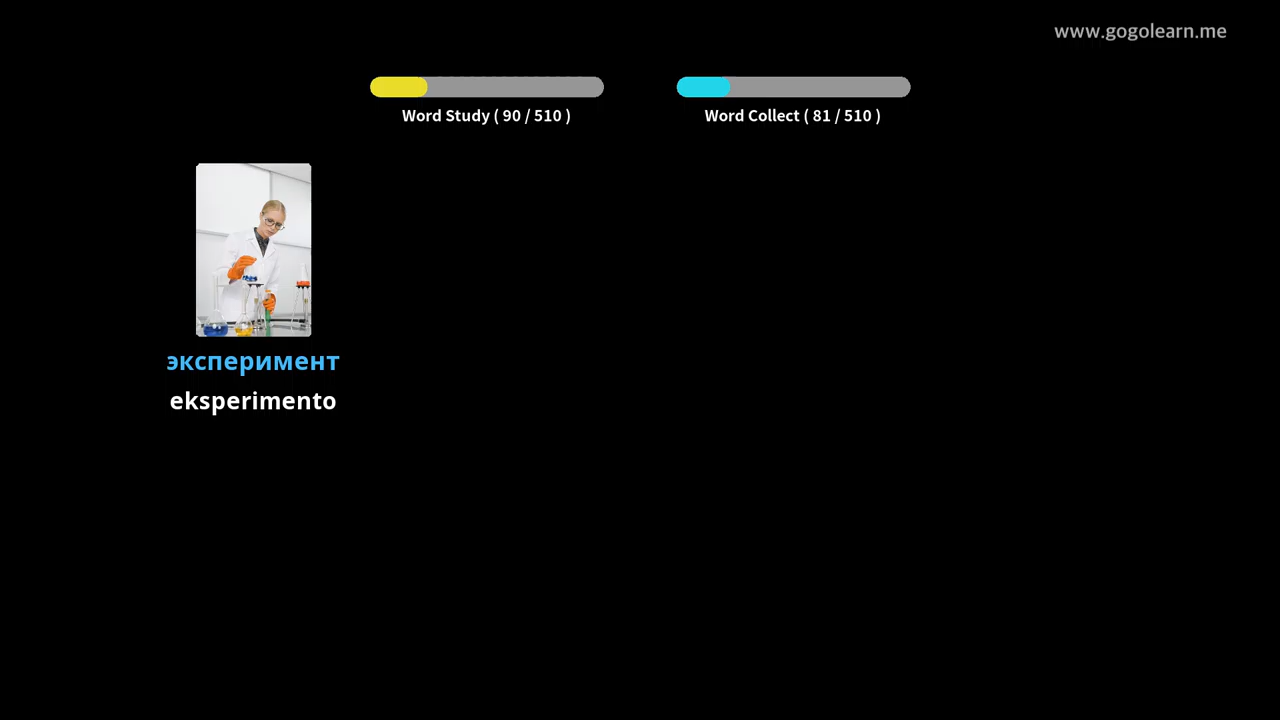 www.gogolearn.me
Word Study ( 90 / 510 )
Word Collect ( 81 / 510 )
эксперимент
eksperimento